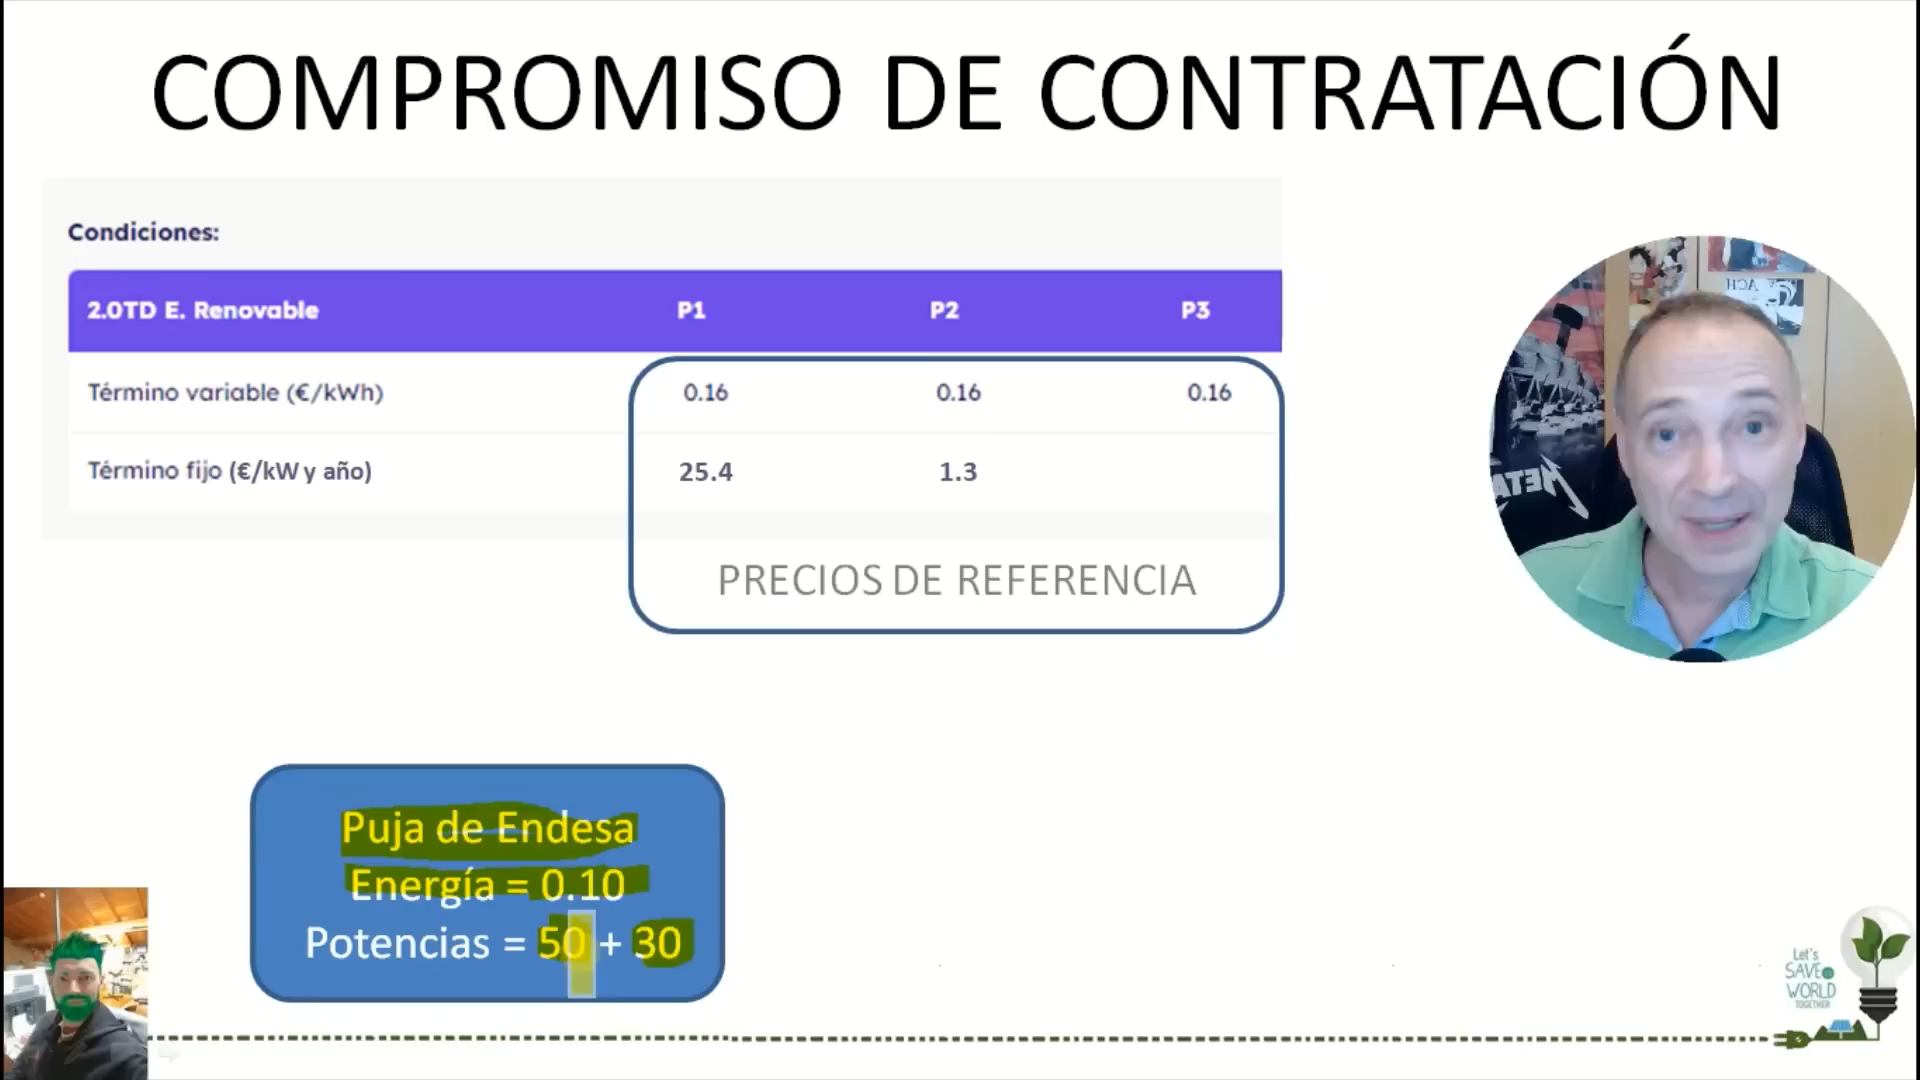 COMPROMISO DE CONTRATACIÓN
Condiciones:
2.0TD E. Renovable P1 P2 P3
Término variable (€/kWh) 0.16 0.16 0.16
Término fijo (€/kW y año) 25.4 1.3
PRECIOS DE REFERENCIA
META
Puja de Endesa
Energía = 0.10
Potencias = 50 + 30
Let's
SAVE
WORLD
TOGETHER